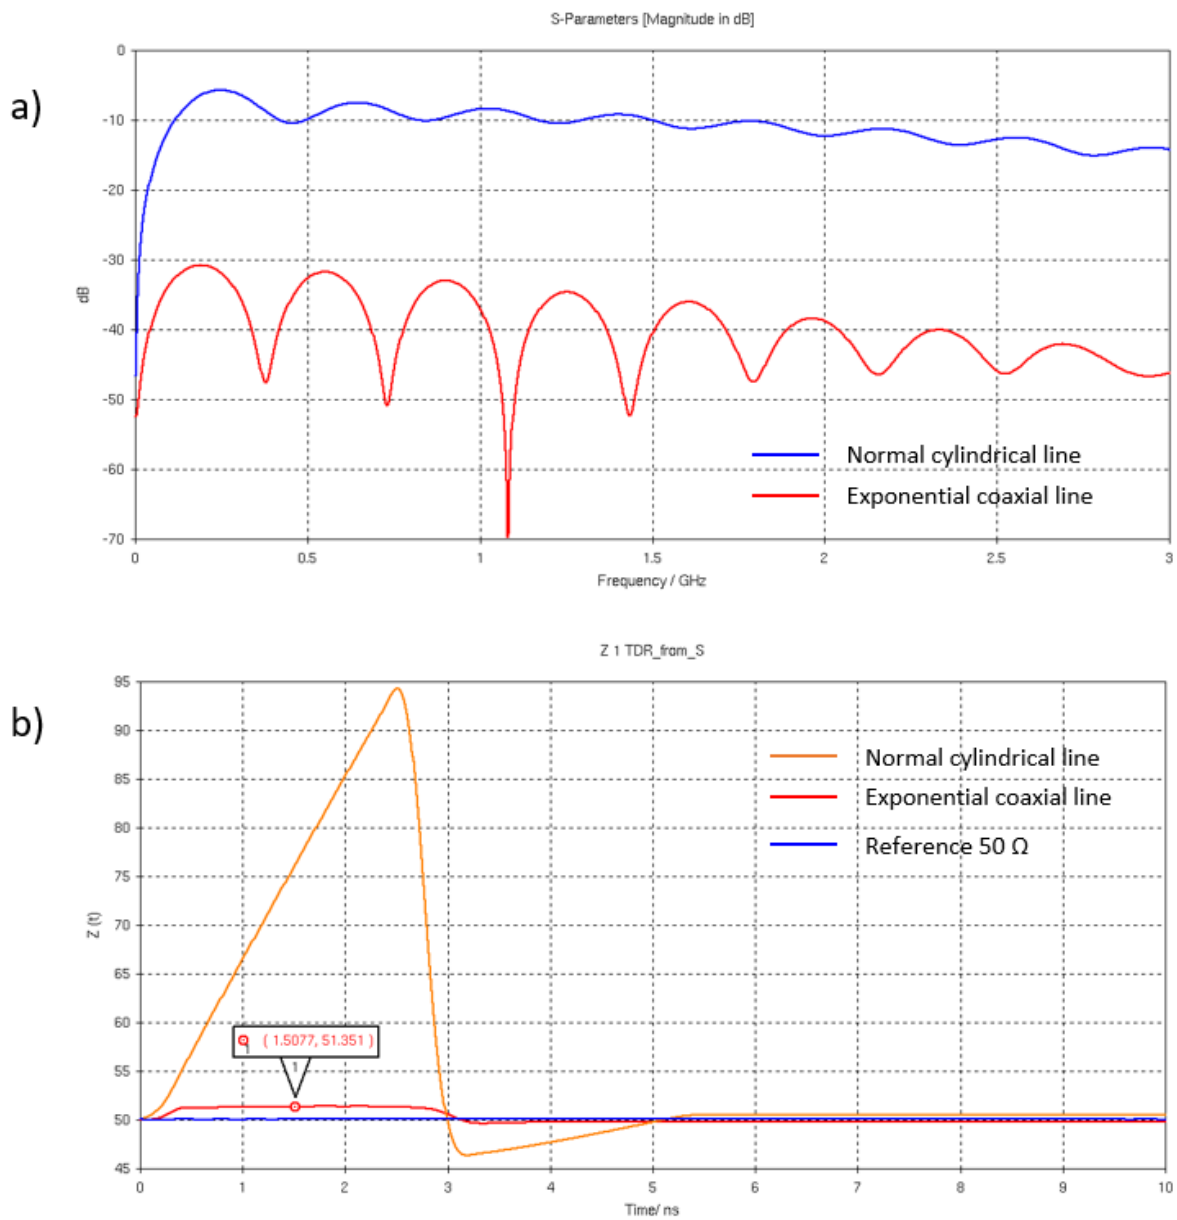 S-Parameters [Magnitude in dB]
a)
0
-10
-20
-30
-40
-50
-60
-70
dB
Normal cylindrical line
Exponential coaxial line
0 0.5 1 1.5 2 2.5 3
Frequency / GHz
Z 1 TDR_from_S
b)
95
90
85
80
75
70
65
60
55
50
45
Z (t)
Normal cylindrical line
Exponential coaxial line
Reference 50 Ω
( 1.5077, 51.351 )
1
0 1 2 3 4 5 6 7 8 9 10
Time/ ns